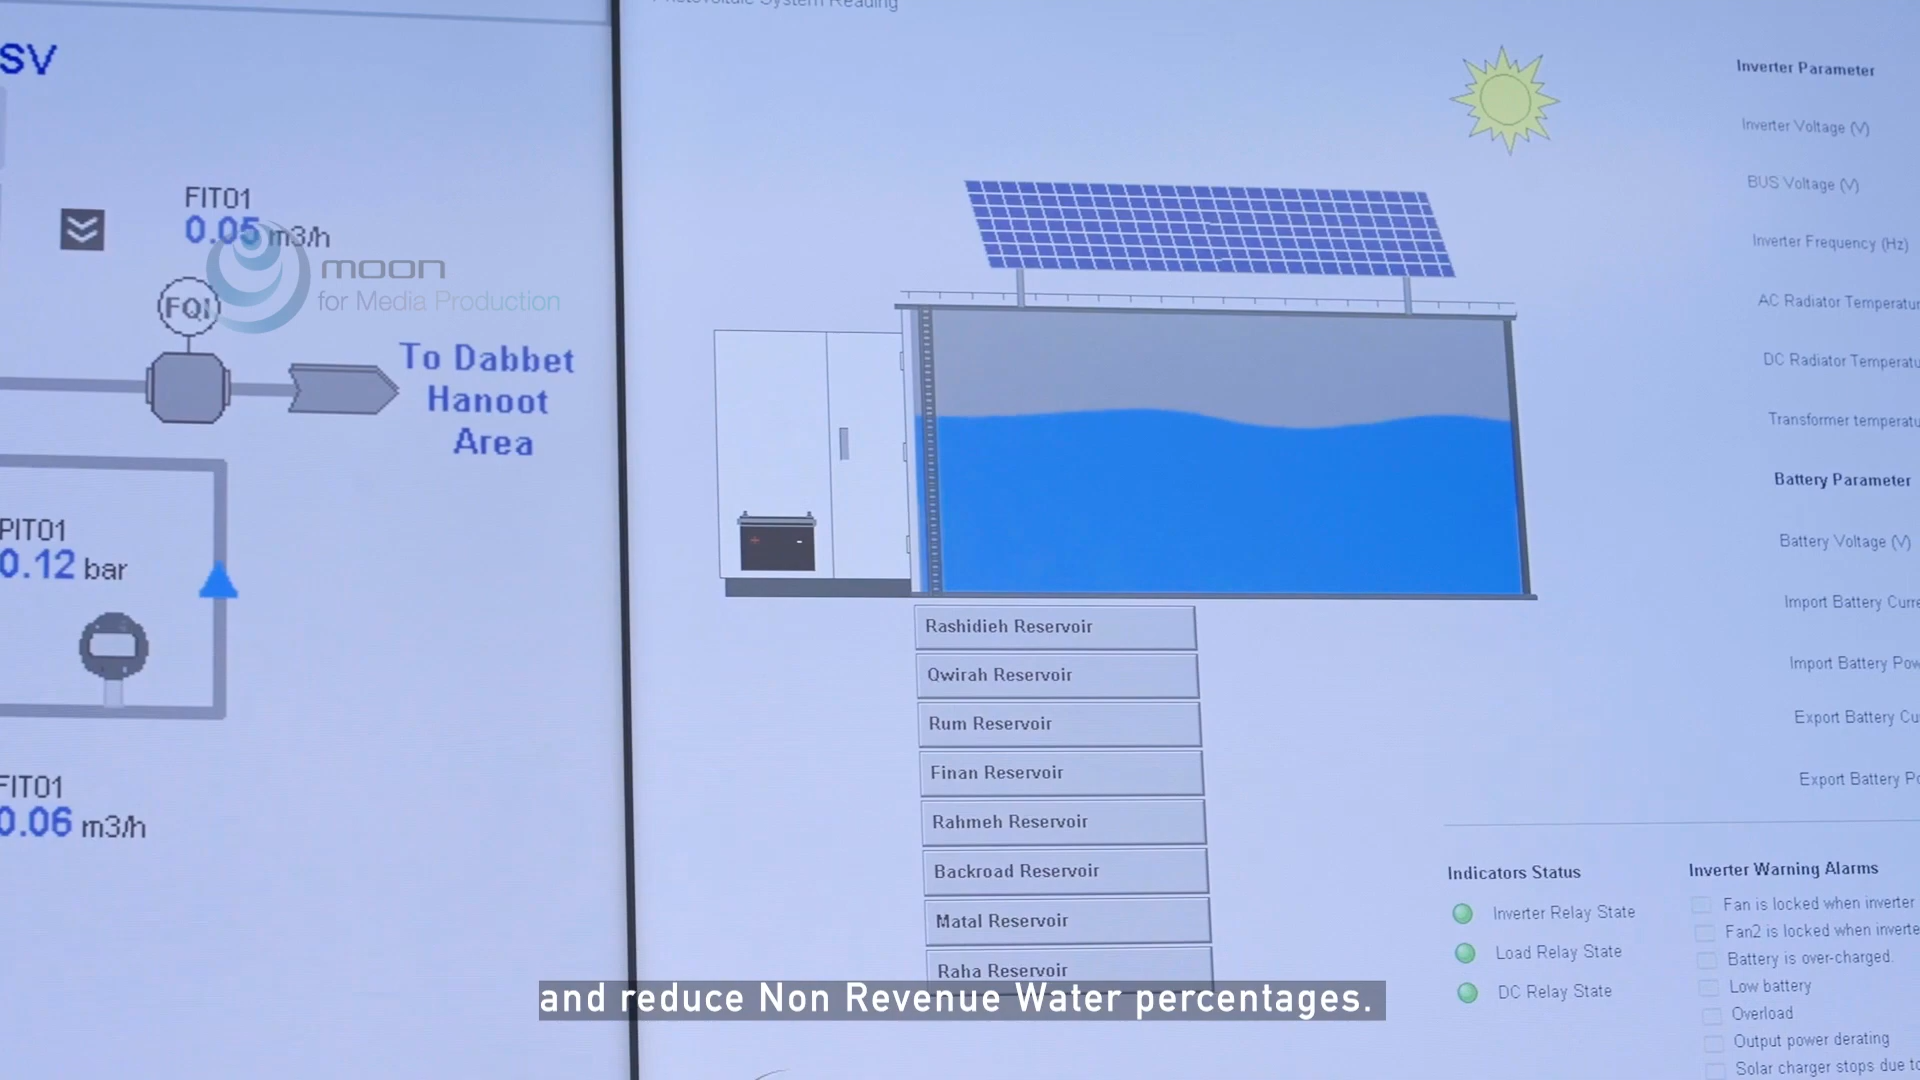 SV
FIT01
0.05 m3/h
FQI
moon
for Media Production
To Dabbet
Hanoot
Area
PIT01
0.12 bar
FIT01
0.06 m3/h
System Reading
Inverter Parameter
Inverter Voltage (V)
BUS Voltage (V)
Inverter Frequency (Hz)
AC Radiator Temperatur
DC Radiator Temperatu
Transformer temperatu
Battery Parameter
Battery Voltage (V)
Import Battery Curre
Import Battery Pow
Export Battery Cu
Export Battery Po
+ -
Rashidieh Reservoir
Qwirah Reservoir
Rum Reservoir
Finan Reservoir
Rahmeh Reservoir
Backroad Reservoir
Matal Reservoir
Raha Reservoir
Indicators Status
Inverter Relay State
Load Relay State
DC Relay State
Inverter Warning Alarms
Fan is locked when inverter
Fan2 is locked when inverte
Battery is over-charged.
Low battery
Overload
Output power derating
Solar charger stops due to
and reduce Non Revenue Water percentages.